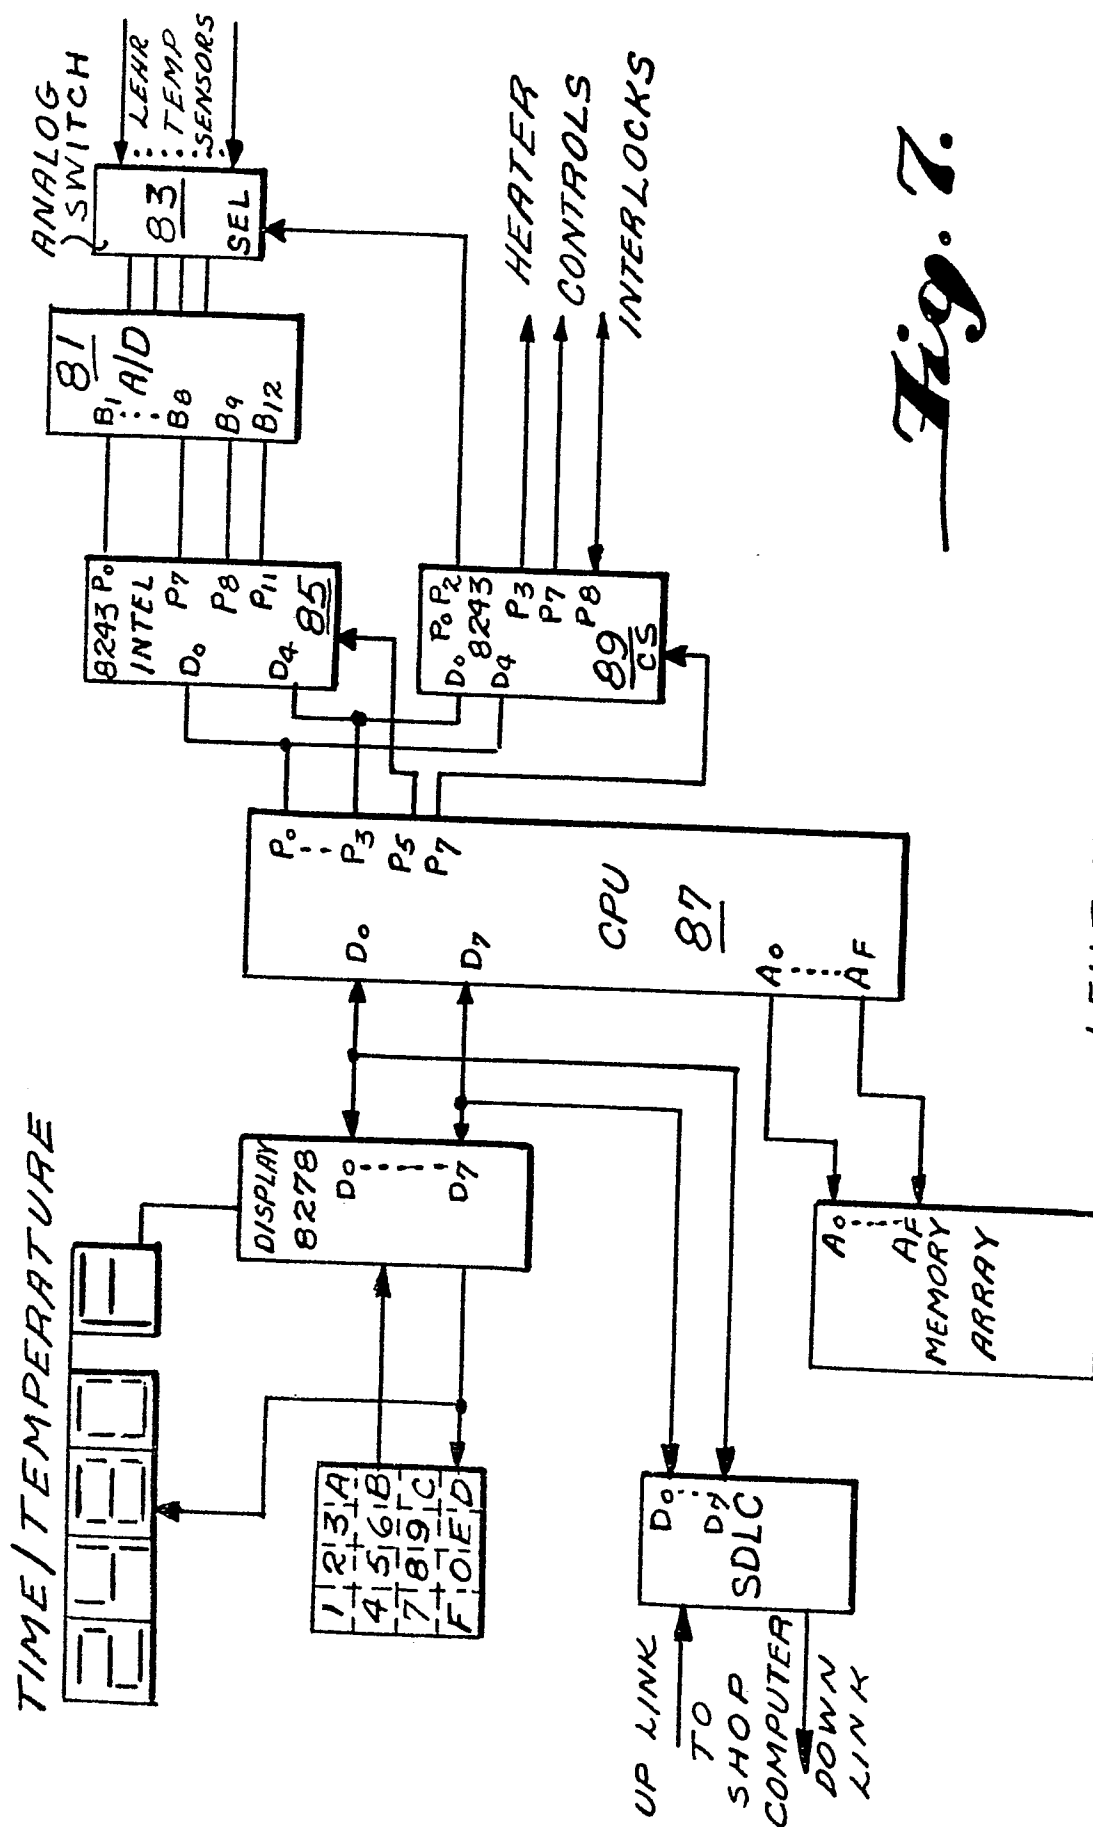 TIME/TEMPERATURE
DISPLAY
8278
D0
D7
1 2 3 A
4 5 6 B
7 8 9 C
F 0 E D
UP LINK
TO
SHOP
COMPUTER
DOWN
LINK
D0
D7
SDLC
A0
AF
MEMORY
ARRAY
P0
P3
P5
P7
D0
D7
CPU
87
A0
AF
8243 P0
INTEL
P7
P8
P11
D0
D4
85
P0 P2
D0
8243
D4
P3
P7
P8
89
CS
81
A/D
B1
B8
B9
B12
ANALOG
SWITCH
83
SEL
LEHR
TEMP
SENSORS
HEATER
CONTROLS
INTERLOCKS
Fig. 7.